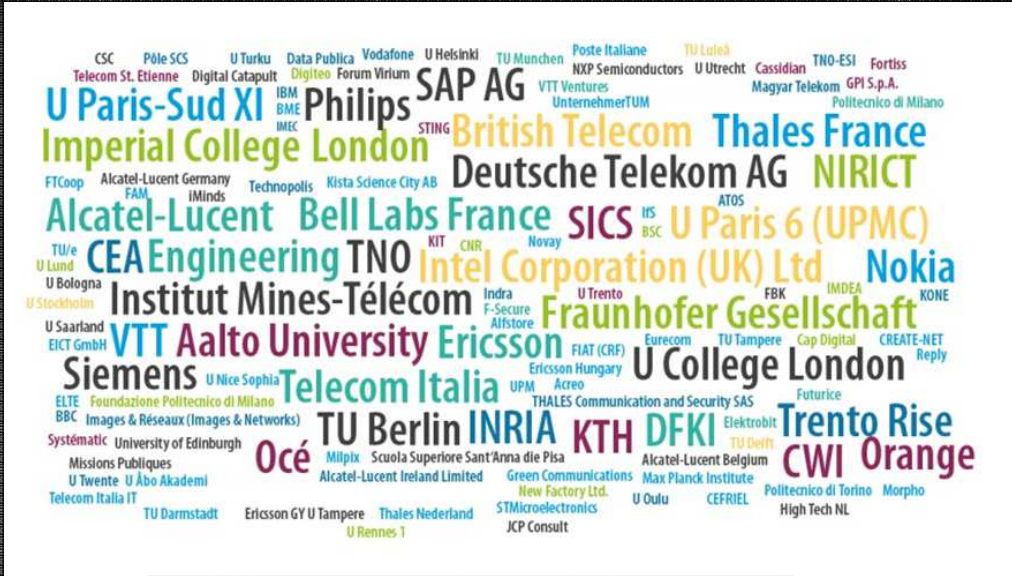 CSC Pôle SCS U Turku Data Publica Vodafone U Helsinki TU Munchen Poste Italiane TU Luleå TNO-ESI Fortiss
Telecom St. Etienne Digital Catapult Digiteo Forum Virium SAP AG NXP Semiconductors U Utrecht Cassidian
U Paris-Sud XI IBM BME IMEC Philips VTT Ventures Magyar Telekom GPI S.p.A.
UnternehmerTUM Politecnico di Milano
Imperial College London STING British Telecom Thales France
FTCoop Alcatel-Lucent Germany Technopolis Kista Science City AB Deutsche Telekom AG NIRICT
FAM iMinds ATOS
Alcatel-Lucent Bell Labs France SICS IfS BSC U Paris 6 (UPMC)
TU/e U Lund CEA Engineering TNO KIT CNR Novay Intel Corporation (UK) Ltd Nokia
U Bologna Institut Mines-Télécom Indra U Trento FBK IMDEA KONE
U Stockholm F-Secure Fraunhofer Gesellschaft
U Saarland Alfstore
EICT GmbH VTT Aalto University Ericsson FIAT (CRF) Eurecom TU Tampere Cap Digital CREATE-NET
Reply
Siemens U Nice Sophia Telecom Italia Ericsson Hungary U College London
UPM Acreo
ELTE Foundazione Politecnico di Milano THALES Communication and Security SAS Futurice
BBC Images & Réseaux (Images & Networks) TU Berlin INRIA KTH DFKI Elektrobit Trento Rise
Systématic University of Edinburgh TU Delft
Missions Publiques Océ Milpix Scuola Superiore Sant'Anna die Pisa Alcatel-Lucent Belgium CWI Orange
U Twente U Åbo Akademi Alcatel-Lucent Ireland Limited Green Communications Max Planck Institute
Telecom Italia IT New Factory Ltd. U Oulu CEFRIEL Politecnico di Torino Morpho
TU Darmstadt Ericsson GY U Tampere Thales Nederland STMicroelectronics High Tech NL
U Rennes 1 JCP Consult